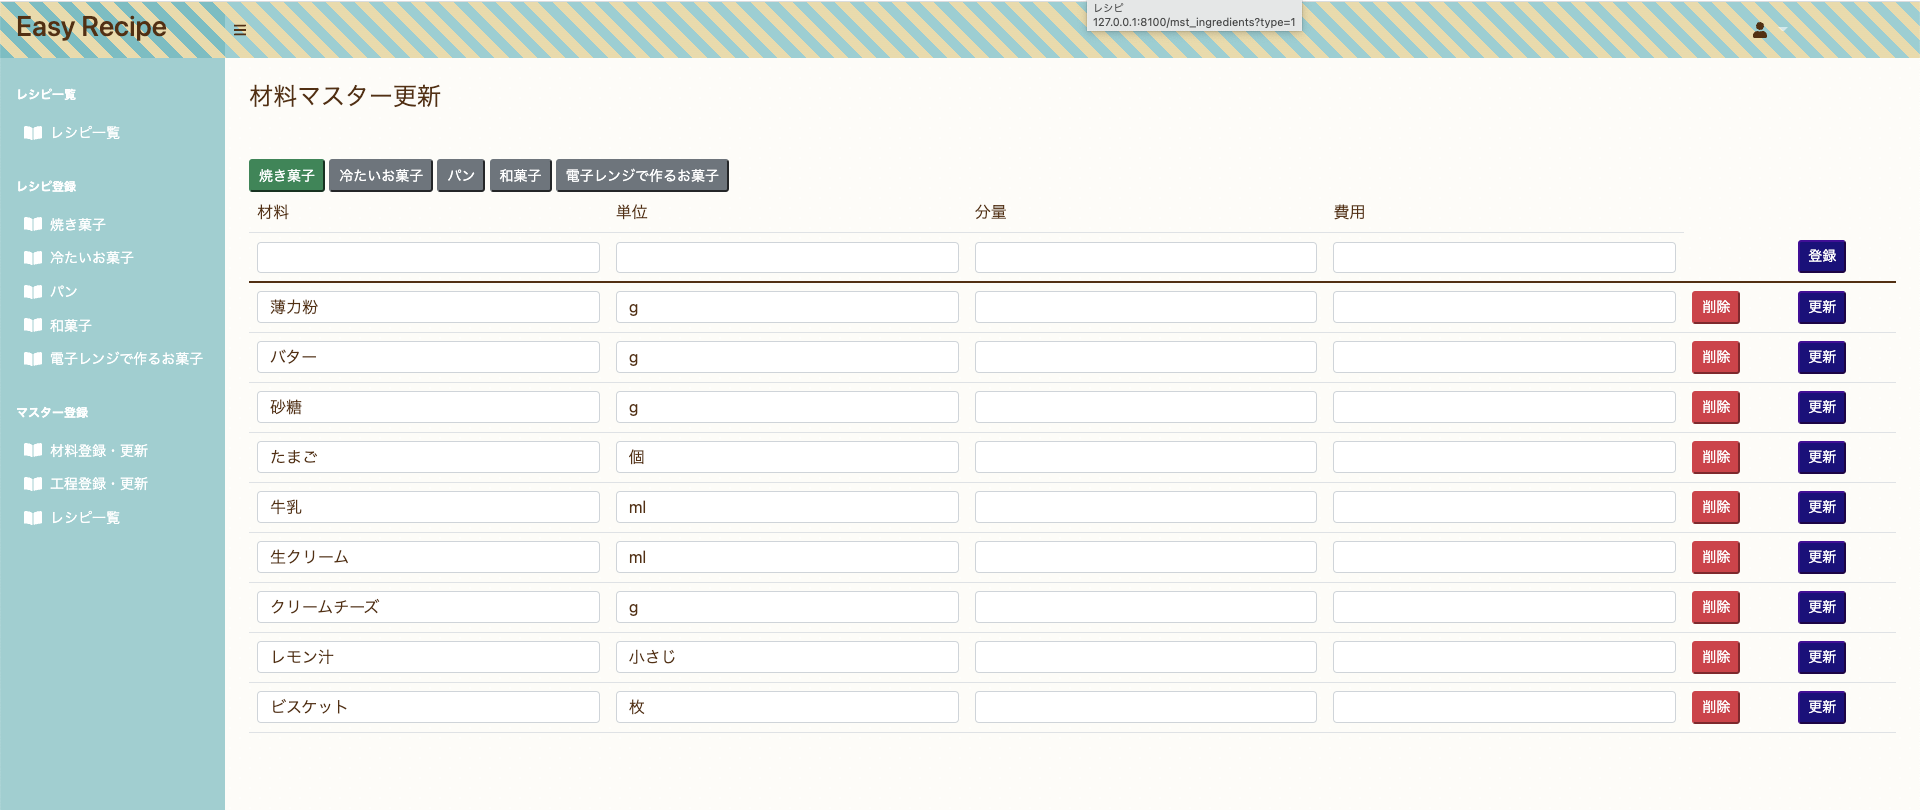 Easy Recipe
レシピ
127.0.0.1:8100/mst_ingredients?type=1
レシピ一覧
レシピ一覧
レシピ登録
焼き菓子
冷たいお菓子
パン
和菓子
電子レンジで作るお菓子
マスター登録
材料登録・更新
工程登録・更新
レシピ一覧
材料マスター更新
焼き菓子 冷たいお菓子 パン 和菓子 電子レンジで作るお菓子
材料 単位 分量 費用
登録
薄力粉 g 削除 更新
バター g 削除 更新
砂糖 g 削除 更新
たまご 個 削除 更新
牛乳 ml 削除 更新
生クリーム ml 削除 更新
クリームチーズ g 削除 更新
レモン汁 小さじ 削除 更新
ビスケット 枚 削除 更新